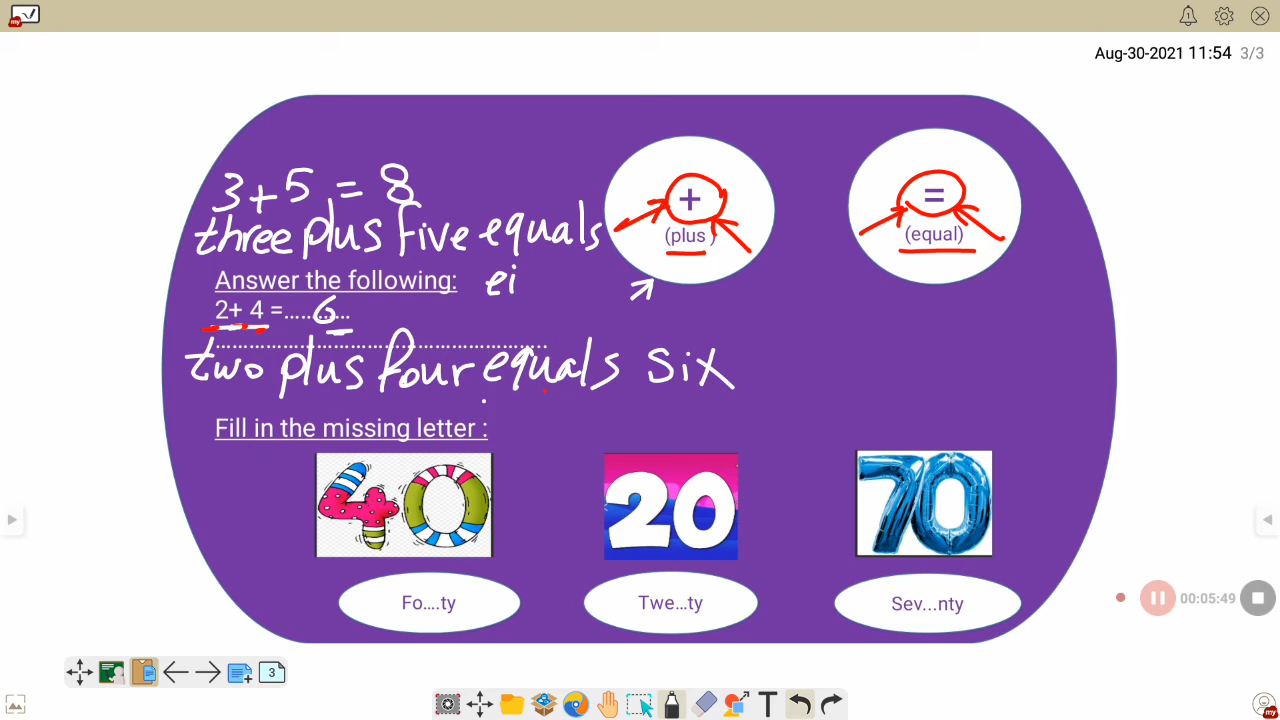 my
Aug-30-2021 11:54 3/3
3+5 = 8
three plus five equals
ei
+
(plus )
=
(equal)
Answer the following:
2+ 4 =............ 6
................................................
two plus four equals six
Fill in the missing letter :
40
20
70
Fo....ty
Twe...ty
Sev...nty
00:05:49
3
T
my